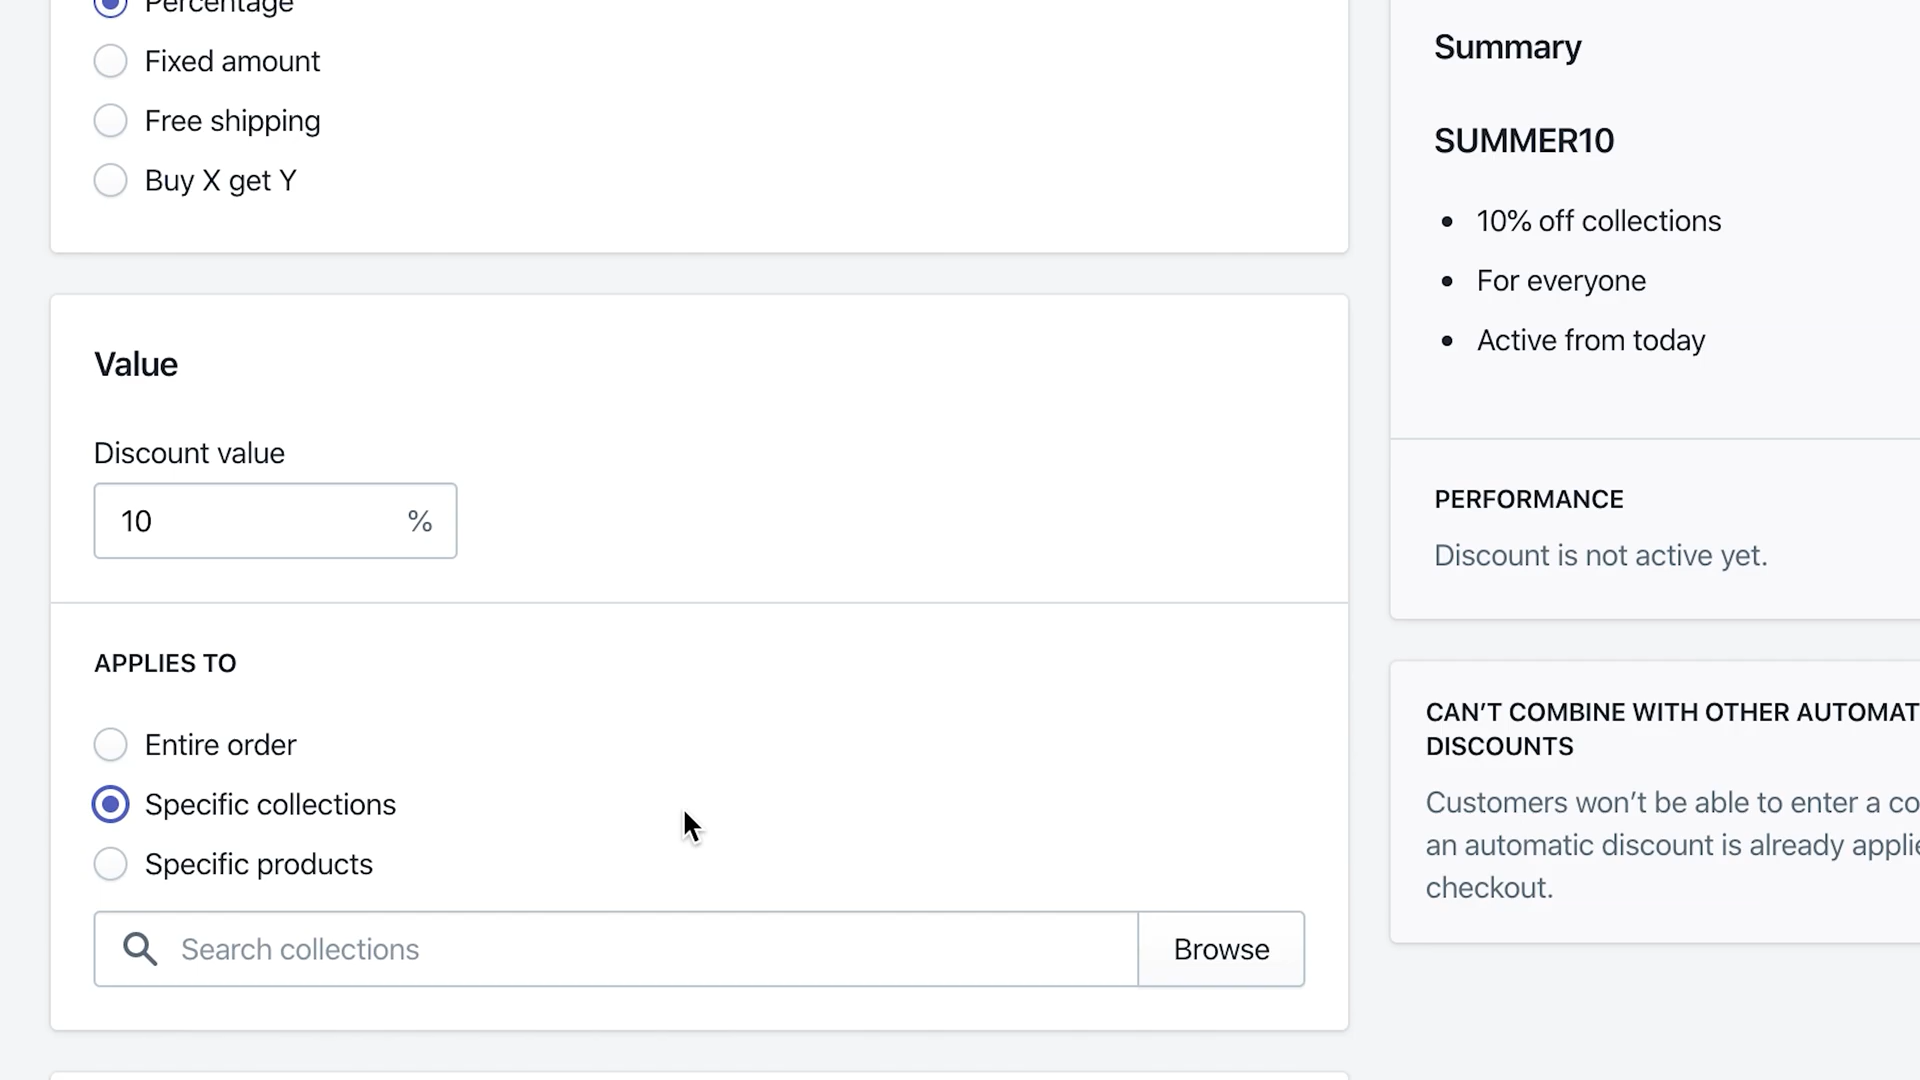 Percentage
Fixed amount
Free shipping
Buy X get Y
Value
Discount value
10 %
APPLIES TO
Entire order
Specific collections
Specific products
Search collections
Browse
Summary
SUMMER10
• 10% off collections
• For everyone
• Active from today
PERFORMANCE
Discount is not active yet.
CAN’T COMBINE WITH OTHER AUTOMAT
DISCOUNTS
Customers won’t be able to enter a co
an automatic discount is already applie
checkout.